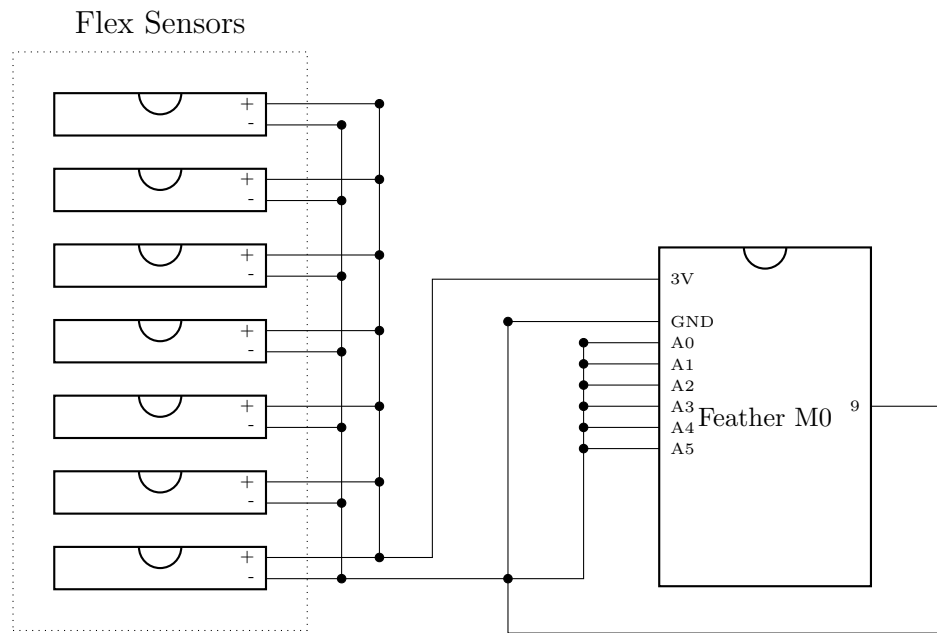 Flex Sensors
+
-
+
-
+
-
+
-
+
-
+
-
+
-
3V
GND
A0
A1
A2
A3
A4
A5
Feather M0
9